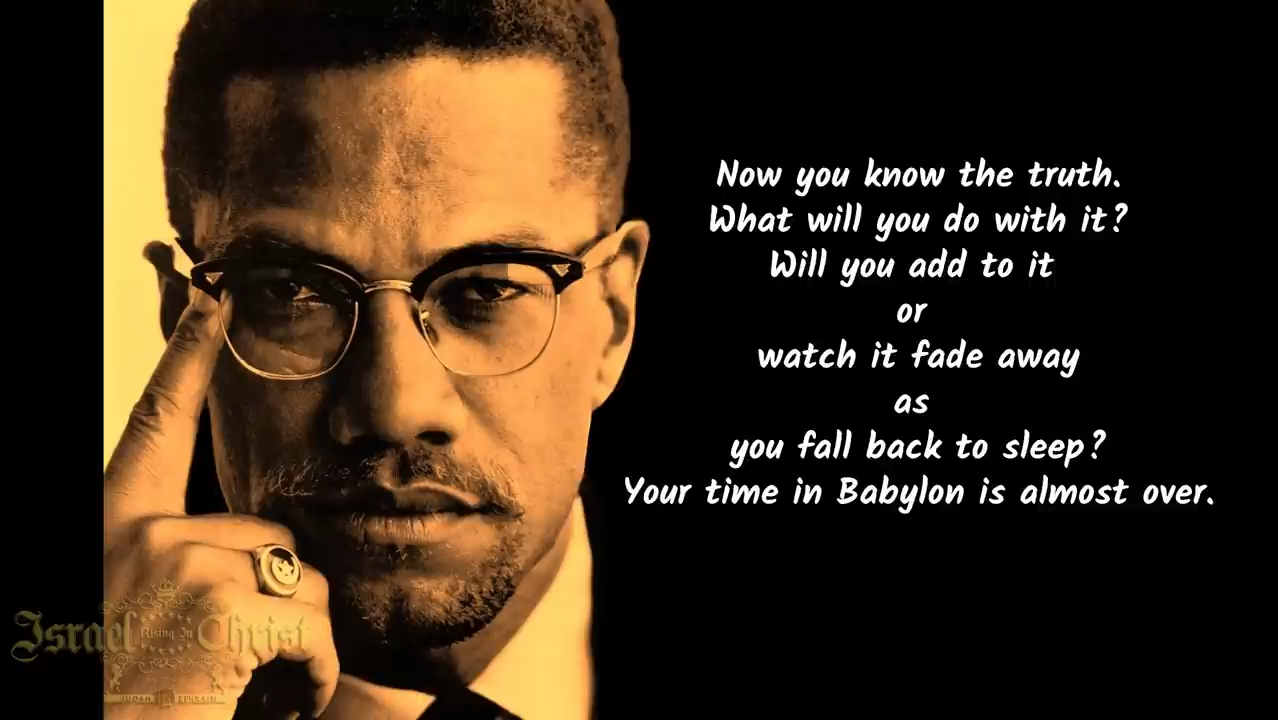 Now you know the truth.
What will you do with it?
Will you add to it
or
watch it fade away
as
you fall back to sleep?
Your time in Babylon is almost over.
Israel Rising In Christ
JUDAH EPHRAIM